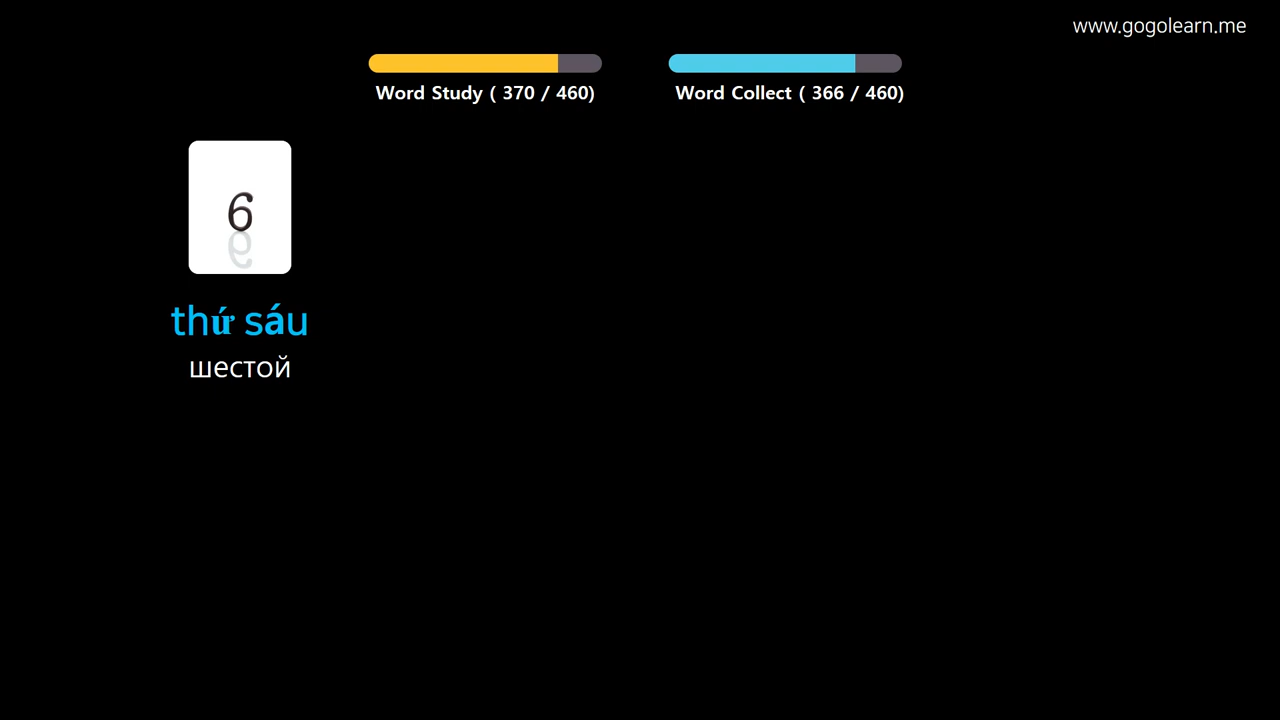 www.gogolearn.me
Word Study ( 370 / 460)
Word Collect ( 366 / 460)
6
thứ sáu
шестой